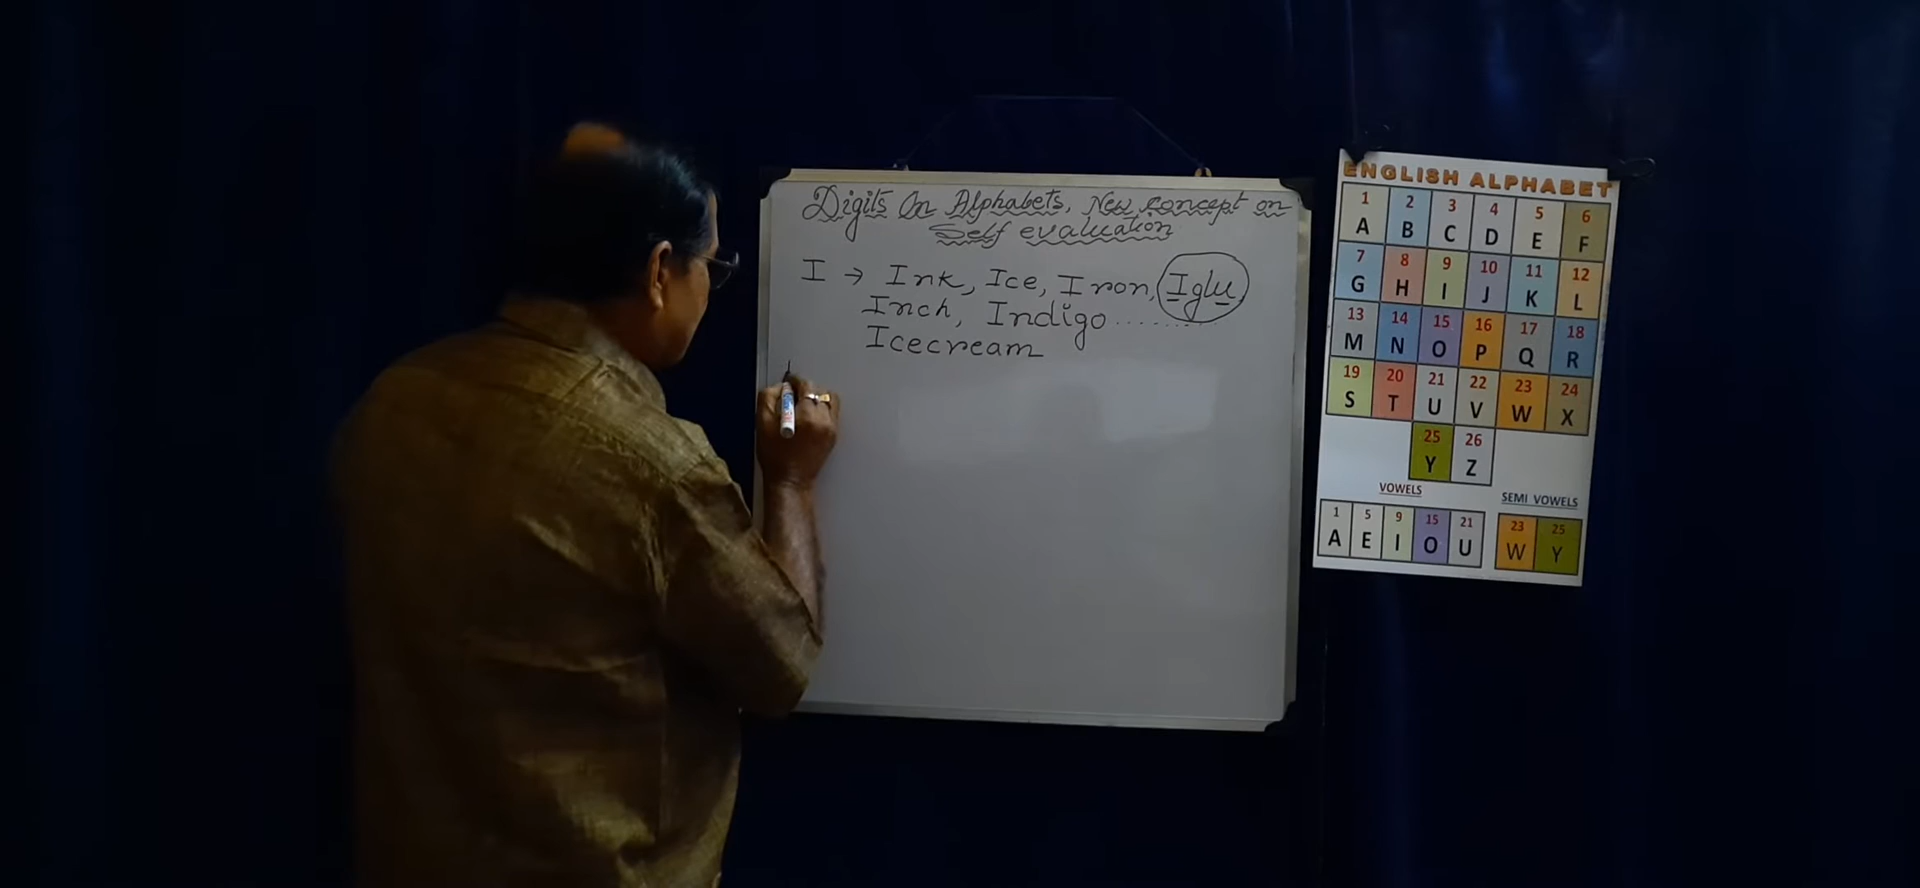 Digits On Alphabets, New concept on
Self evaluation
I → Ink, Ice, Iron, Iglu
Inch, Indigo........
Icecream
ENGLISH ALPHABET
1 2 3 4 5 6
A B C D E F
7 8 9 10 11 12
G H I J K L
13 14 15 16 17 18
M N O P Q R
19 20 21 22 23 24
S T U V W X
25 26
Y Z
VOWELS SEMI VOWELS
1 5 9 15 21 23 25
A E I O U W Y